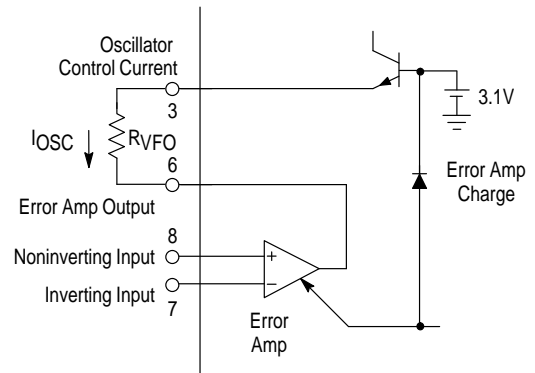 Oscillator
Control Current
3
3.1V
IOSC
RVFO
6
Error Amp
Charge
Error Amp Output
8
Noninverting Input
+
Inverting Input
−
7
Error
Amp